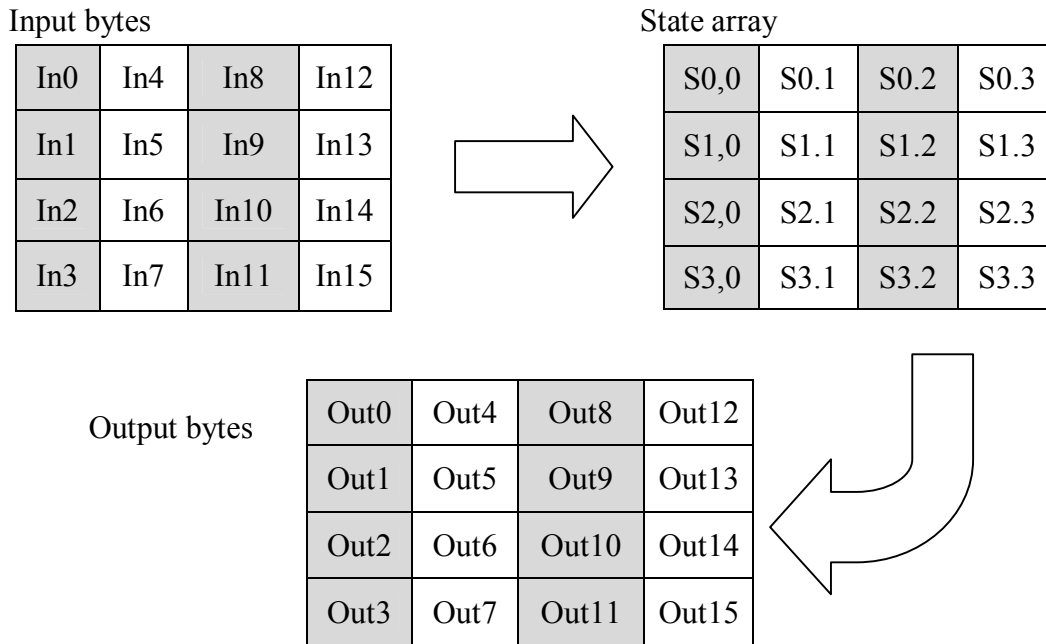 Input bytes
State array
In0 In4 In8 In12
In1 In5 In9 In13
In2 In6 In10 In14
In3 In7 In11 In15
S0,0 S0.1 S0.2 S0.3
S1,0 S1.1 S1.2 S1.3
S2,0 S2.1 S2.2 S2.3
S3,0 S3.1 S3.2 S3.3
Output bytes
Out0 Out4 Out8 Out12
Out1 Out5 Out9 Out13
Out2 Out6 Out10 Out14
Out3 Out7 Out11 Out15